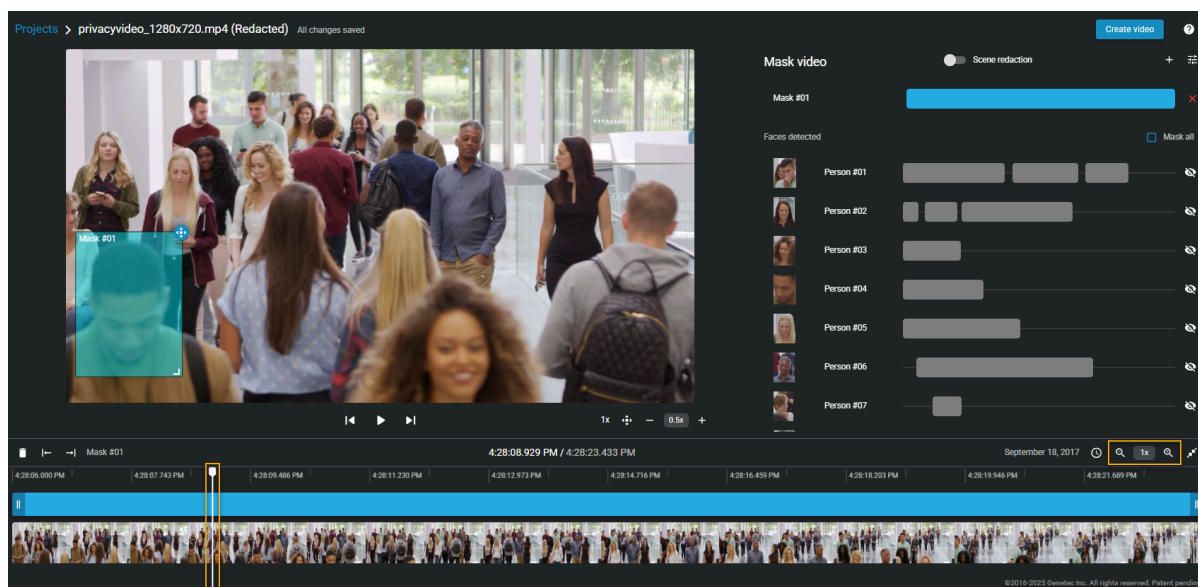 Projects > privacyvideo_1280x720.mp4 (Redacted) All changes saved
Create video
?
Mask video
Scene redaction
Mask #01
Faces detected
Mask all
Person #01
Person #02
Person #03
Person #04
Person #05
Person #06
Person #07
Mask #01
1x
0.5x
Mask #01
4:28:08.929 PM / 4:28:23.433 PM
September 18, 2017
1x
4:28:06.000 PM
4:28:07.743 PM
4:28:09.486 PM
4:28:11.230 PM
4:28:12.973 PM
4:28:14.716 PM
4:28:16.459 PM
4:28:18.203 PM
4:28:19.946 PM
4:28:21.689 PM
©2016-2025 Genetec Inc. All rights reserved. Patent pending